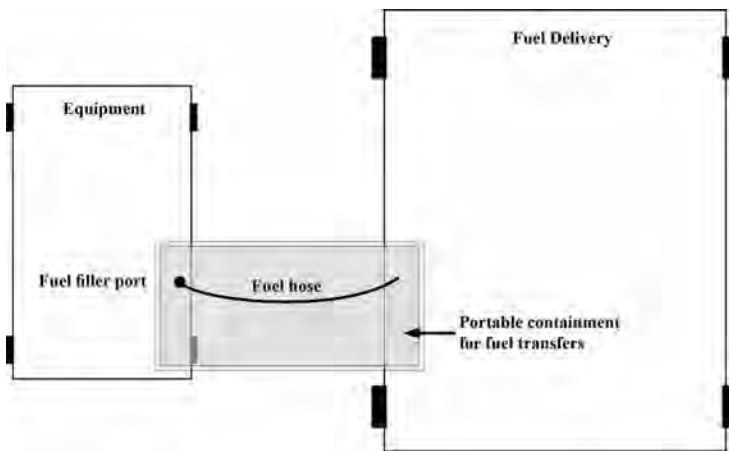 Fuel Delivery
Equipment
Fuel filler port
Fuel hose
Portable containment
for fuel transfers